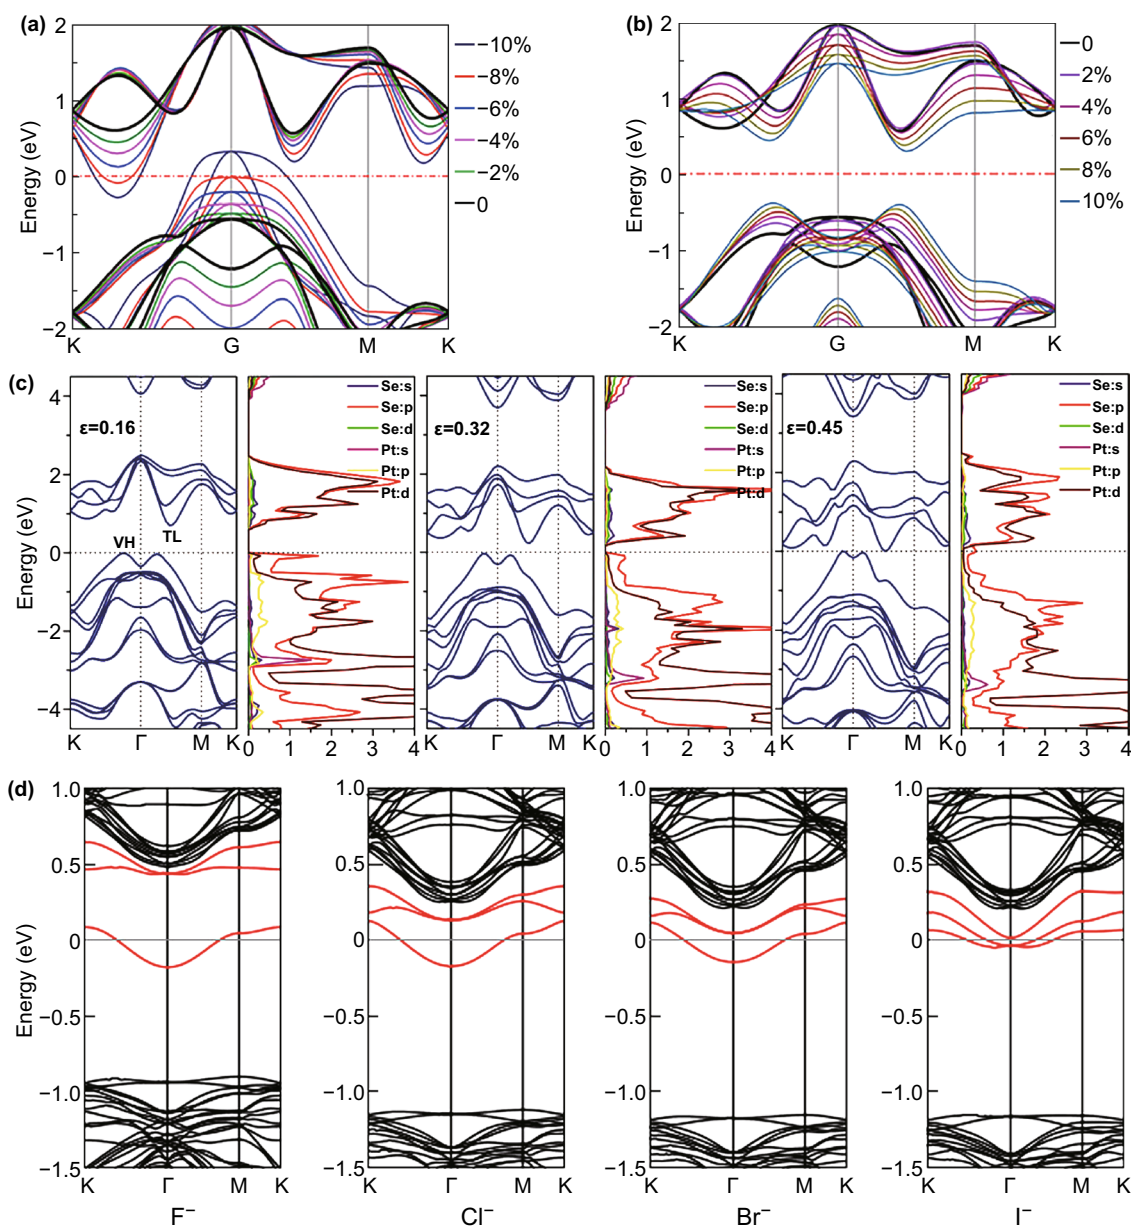 (a)
2
1
0
−1
−2
Energy (eV)
K G M K
−10%
−8%
−6%
−4%
−2%
0
(b)
2
1
0
−1
−2
Energy (eV)
K G M K
0
2%
4%
6%
8%
10%
(c)
4
2
0
−2
−4
Energy (eV)
ε=0.16
VH
TL
K Γ M K
Se:s
Se:p
Se:d
Pt:s
Pt:p
Pt:d
0 1 2 3 4
ε=0.32
K Γ M K
Se:s
Se:p
Se:d
Pt:s
Pt:p
Pt:d
0 1 2 3 4
ε=0.45
K Γ M K
Se:s
Se:p
Se:d
Pt:s
Pt:p
Pt:d
0 1 2 3 4
(d)
Energy (eV)
1.0
0.5
0
−0.5
−1.0
−1.5
K Γ M K
F⁻
1.0
0.5
0
−0.5
−1.0
−1.5
K Γ M K
Cl⁻
1.0
0.5
0
−0.5
−1.0
−1.5
K Γ M K
Br⁻
1.0
0.5
0
−0.5
−1.0
−1.5
K Γ M K
I⁻